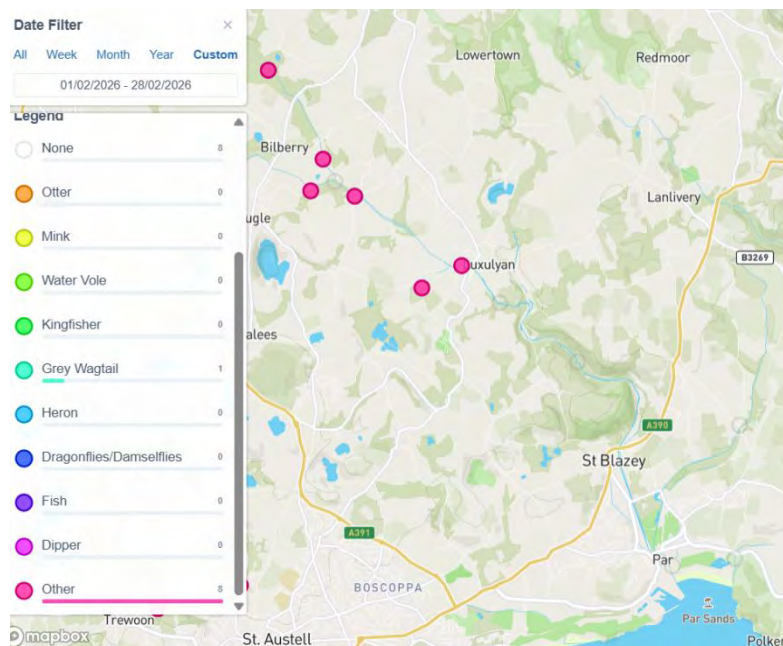 Date Filter ×
All Week Month Year Custom
01/02/2026 - 28/02/2026
Legend
None 8
Otter 0
Mink 0
Water Vole 0
Kingfisher 0
Grey Wagtail 1
Heron 0
Dragonflies/Damselflies 0
Fish 0
Dipper 0
Other 8
Lowertown
Redmoor
Bilberry
Lanlivery
ugle
B3269
uxulyan
alees
A390
St Blazey
A391
Par
BOSCOPPA
Par Sands
Trewoon
mapbox
St. Austell
Polker